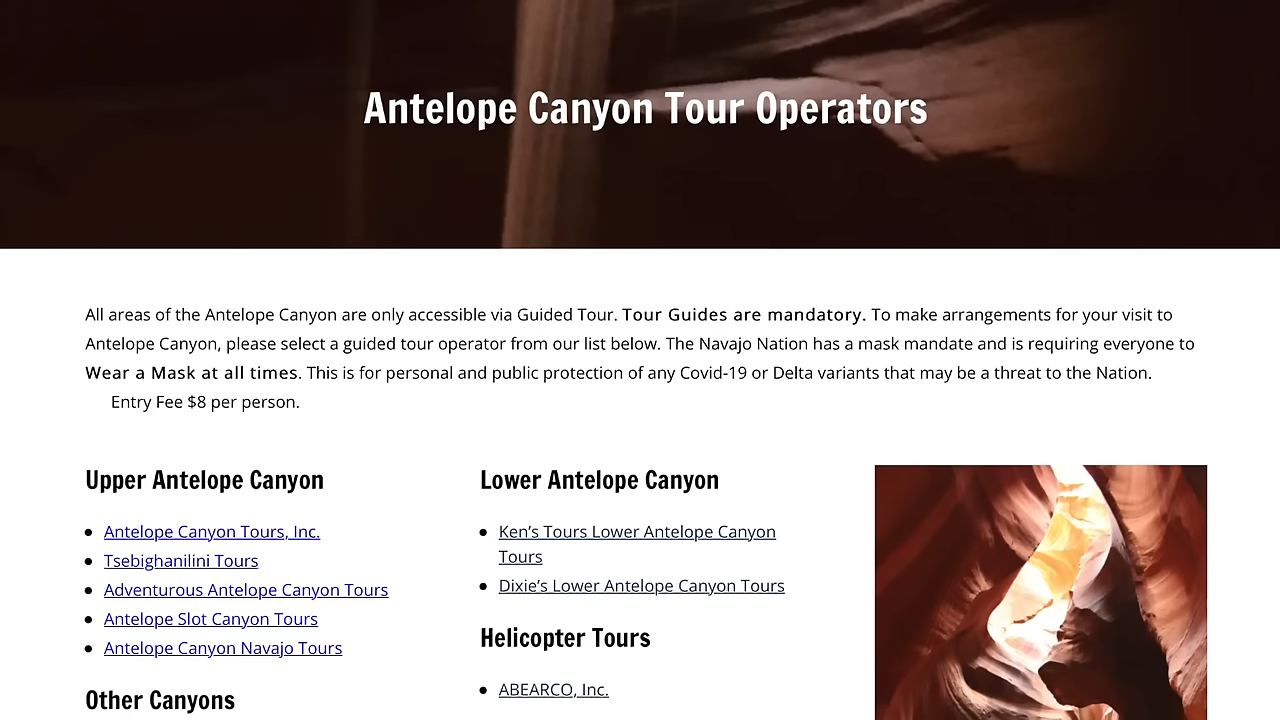 Antelope Canyon Tour Operators
All areas of the Antelope Canyon are only accessible via Guided Tour. Tour Guides are mandatory. To make arrangements for your visit to
Antelope Canyon, please select a guided tour operator from our list below. The Navajo Nation has a mask mandate and is requiring everyone to
Wear a Mask at all times. This is for personal and public protection of any Covid-19 or Delta variants that may be a threat to the Nation.
Entry Fee $8 per person.
Upper Antelope Canyon
Antelope Canyon Tours, Inc.
Tsebighanilini Tours
Adventurous Antelope Canyon Tours
Antelope Slot Canyon Tours
Antelope Canyon Navajo Tours
Other Canyons
Lower Antelope Canyon
Ken’s Tours Lower Antelope Canyon
Tours
Dixie’s Lower Antelope Canyon Tours
Helicopter Tours
ABEARCO, Inc.